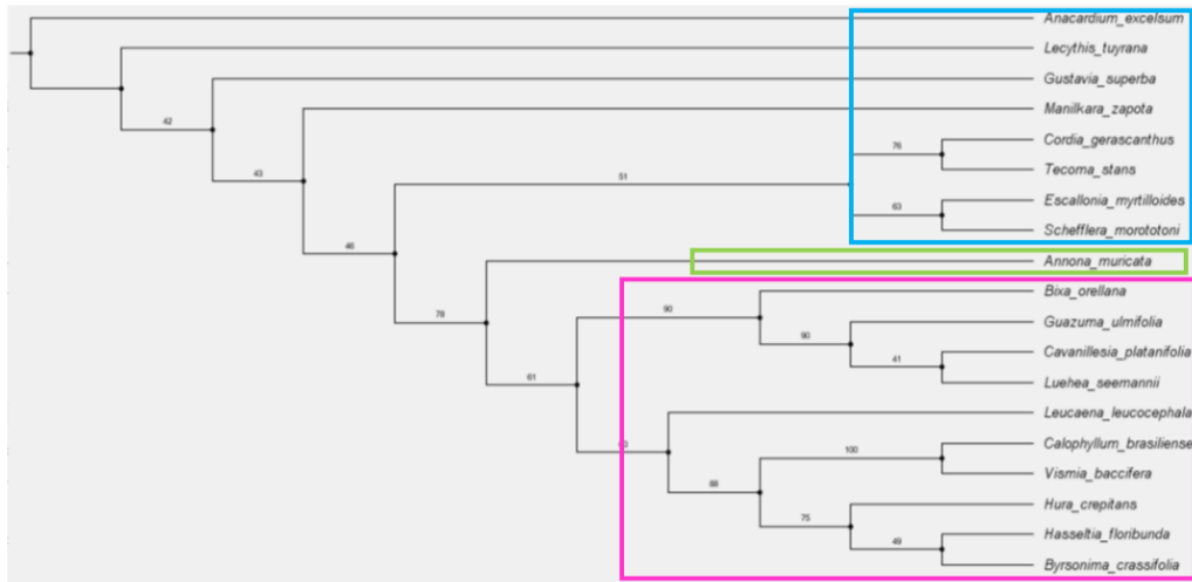 Anacardium_excelsum
Lecythis_tuyrana
Gustavia_superba
42
Manilkara_zapota
Cordia_gerascanthus
76
Tecoma_stans
43
51
Escallonia_myrtilloides
63
Schefflera_morototoni
46
Annona_muricata
Bixa_orellana
90
78
Guazuma_ulmifolia
90
Cavanillesia_platanifolia
41
Luehea_seemannii
61
Leucaena_leucocephala
Calophyllum_brasiliense
100
Vismia_baccifera
88
Hura_crepitans
75
Hasseltia_floribunda
49
Byrsonima_crassifolia